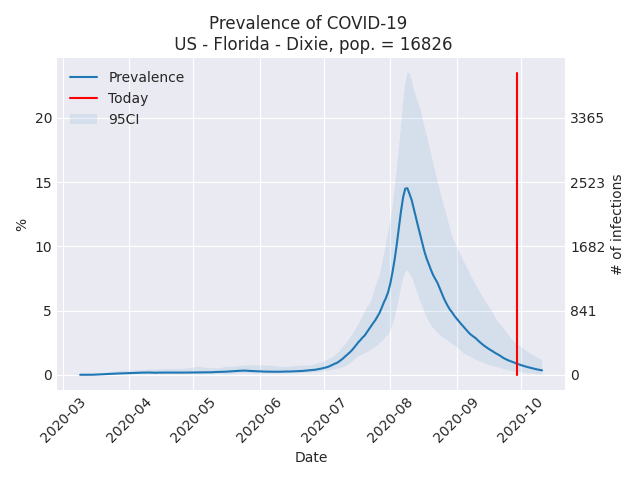 Prevalence of COVID-19
US - Florida - Dixie, pop. = 16826
Prevalence
Today
95CI
%
20
15
10
5
0
3365
2523
1682
841
0
# of infections
2020-03
2020-04
2020-05
2020-06
2020-07
2020-08
2020-09
2020-10
Date